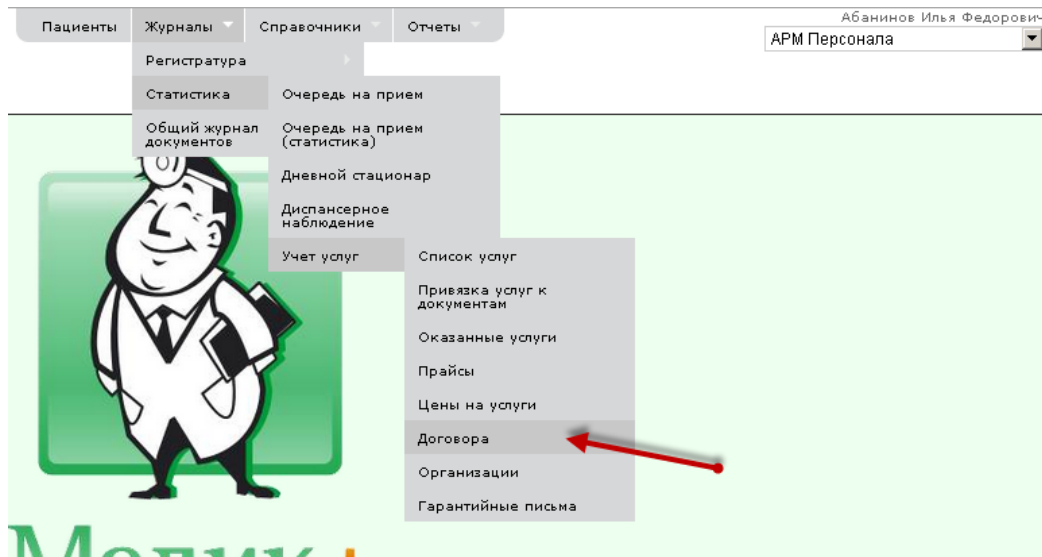 Пациенты Журналы Справочники Отчеты
Абанинов Илья Федорович
АРМ Персонала
Регистратура
Статистика
Общий журнал
документов
Очередь на прием
Очередь на прием
(статистика)
Дневной стационар
Диспансерное
наблюдение
Учет услуг
Список услуг
Привязка услуг к
документам
Оказанные услуги
Прайсы
Цены на услуги
Договора
Организации
Гарантийные письма
Медик+